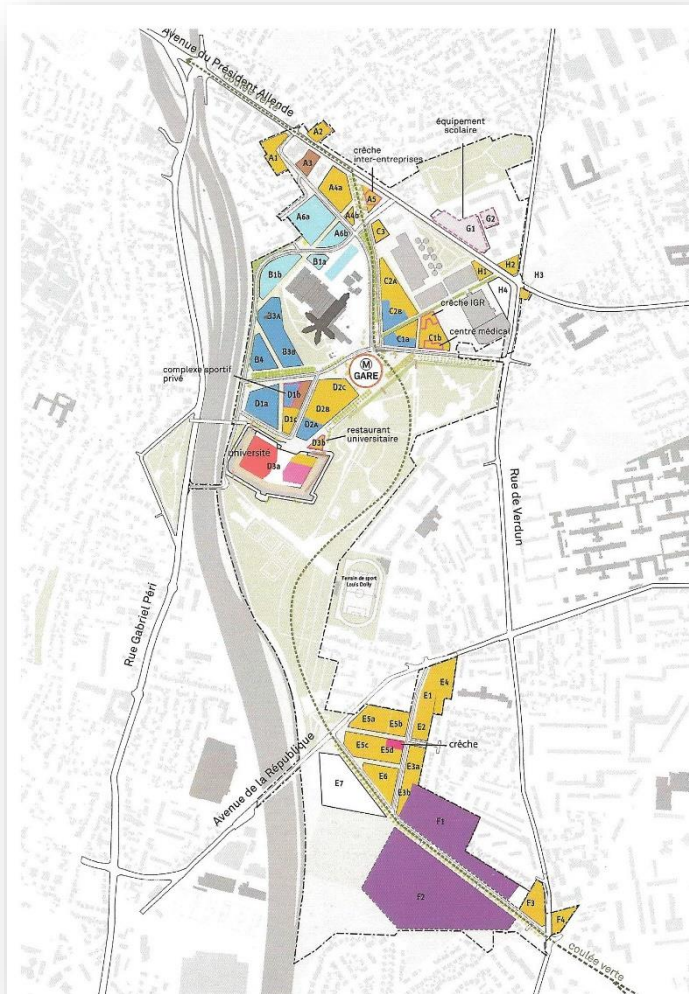 Avenue du Président Allende
coulée verte
A2
A1
A3
équipement
scolaire
crèche
inter-entreprises
A4a
A5
A4b
A6a
A6b
C3
G1
G2
B1a
B1b
H1
H2
H3
H4
C2A
C2B
crèche IGR
B3A
C1a
C1b
centre médical
B3B
B4
complexe sportif
privé
M
GARE
D1b
D2c
D1a
D2B
D1c
D2A
D3b
restaurant
universitaire
université
D3a
Rue de Verdun
Terrain de sport
Louis Dolly
Rue Gabriel Péri
E4
E1
E5a
E5b
E2
E5c
E5d
crèche
E3a
Avenue de la République
E6
E7
E3b
F1
F2
F3
F4
coulée verte